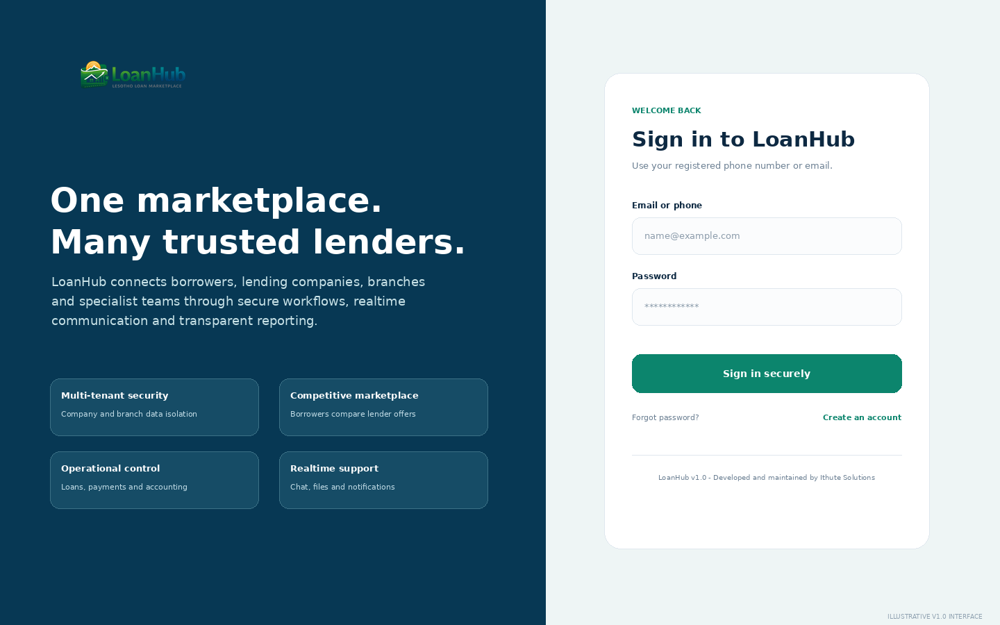 LoanHub
LESOTHO LOAN MARKETPLACE
One marketplace.
Many trusted lenders.
LoanHub connects borrowers, lending companies, branches
and specialist teams through secure workflows, realtime
communication and transparent reporting.
Multi-tenant security
Company and branch data isolation
Competitive marketplace
Borrowers compare lender offers
Operational control
Loans, payments and accounting
Realtime support
Chat, files and notifications
WELCOME BACK
Sign in to LoanHub
Use your registered phone number or email.
Email or phone
name@example.com
Password
************
Sign in securely
Forgot password?
Create an account
LoanHub v1.0 - Developed and maintained by Ithute Solutions
ILLUSTRATIVE V1.0 INTERFACE